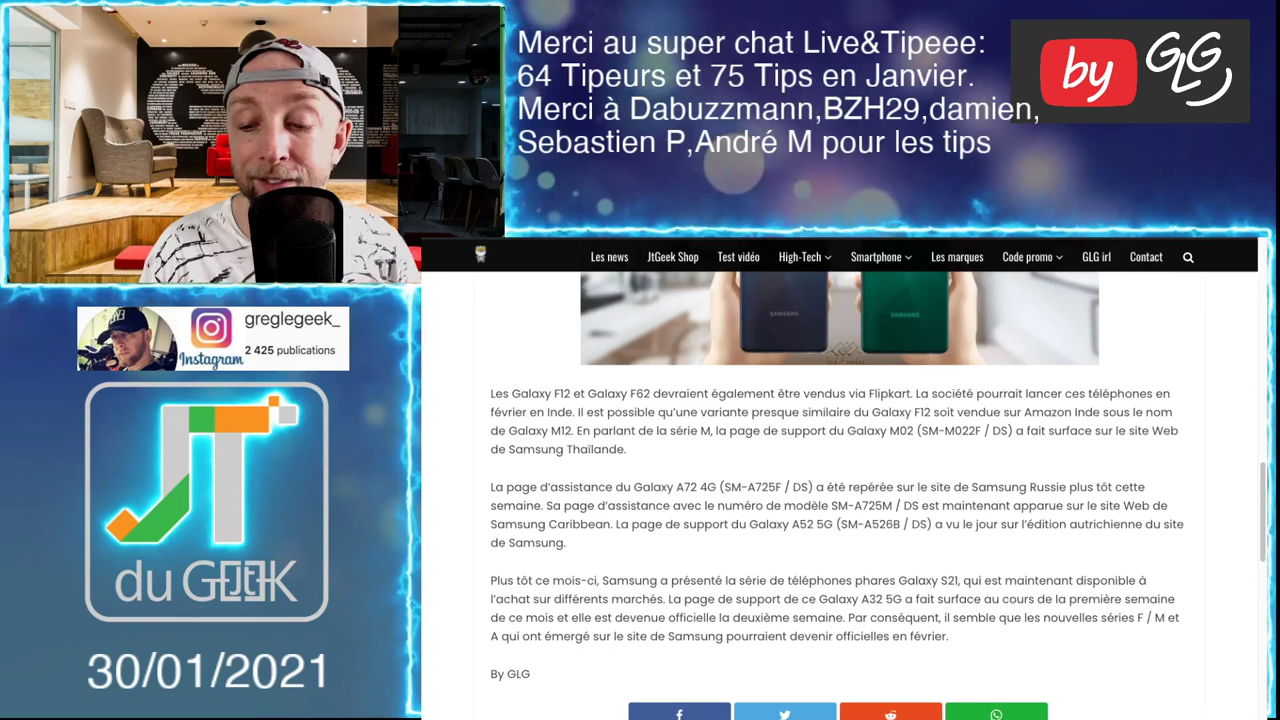 Merci au super chat Live&Tipeee:
64 Tipeurs et 75 Tips en janvier.
Merci à Dabuzzmann,BZH29,damien,
Sebastien P,André M pour les tips
by GLG
Les news JtGeek Shop Test vidéo High-Tech Smartphone Les marques Code promo GLG irl Contact
SAMSUNG SAMSUNG
greglegeek_
Instagram
2 425 publications
JT
du GEEK
30/01/2021
Les Galaxy F12 et Galaxy F62 devraient également être vendus via Flipkart. La société pourrait lancer ces téléphones en
février en Inde. Il est possible qu'une variante presque similaire du Galaxy F12 soit vendue sur Amazon Inde sous le nom
de Galaxy M12. En parlant de la série M, la page de support du Galaxy M02 (SM-M022F / DS) a fait surface sur le site Web
de Samsung Thaïlande.
La page d'assistance du Galaxy A72 4G (SM-A725F / DS) a été repérée sur le site de Samsung Russie plus tôt cette
semaine. Sa page d'assistance avec le numéro de modèle SM-A725M / DS est maintenant apparue sur le site Web de
Samsung Caribbean. La page de support du Galaxy A52 5G (SM-A526B / DS) a vu le jour sur l'édition autrichienne du site
de Samsung.
Plus tôt ce mois-ci, Samsung a présenté la série de téléphones phares Galaxy S21, qui est maintenant disponible à
l'achat sur différents marchés. La page de support de ce Galaxy A32 5G a fait surface au cours de la première semaine
de ce mois et elle est devenue officielle la deuxième semaine. Par conséquent, il semble que les nouvelles séries F / M et
A qui ont émergé sur le site de Samsung pourraient devenir officielles en février.
By GLG